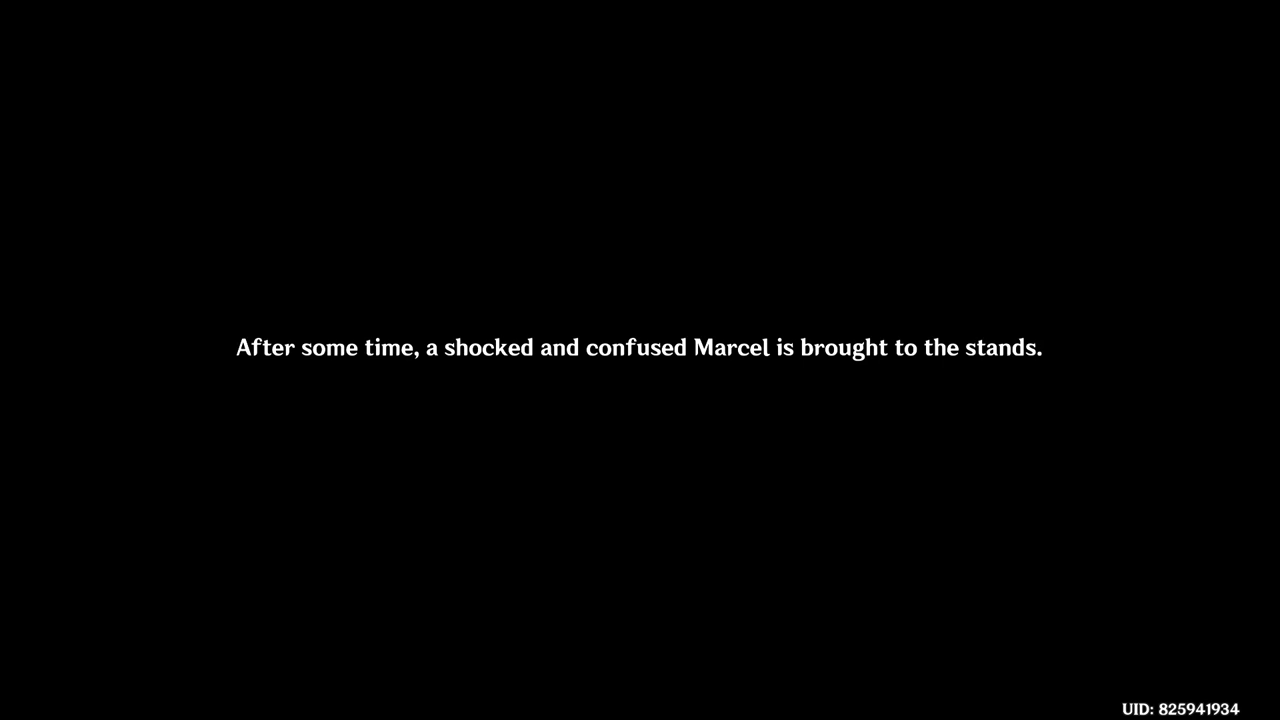 After some time, a shocked and confused Marcel is brought to the stands.
UID: 825941934